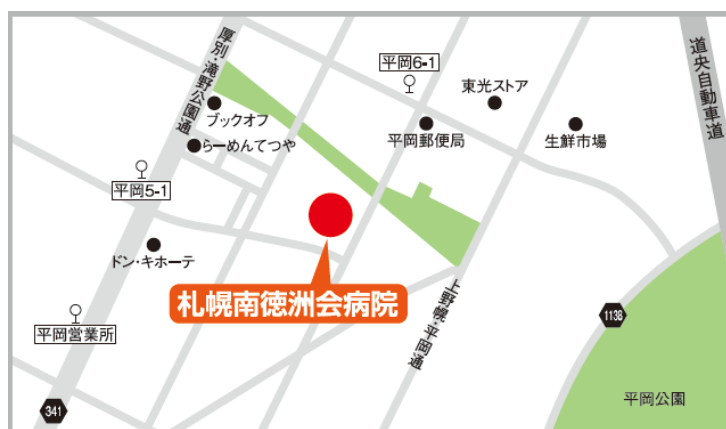 厚別・滝野公園通
平岡6-1
東光ストア
道央自動車道
ブックオフ
平岡郵便局
生鮮市場
らーめんてつや
平岡5-1
ドン・キホーテ
札幌南徳洲会病院
上野幌・平岡通
平岡営業所
1138
平岡公園
341